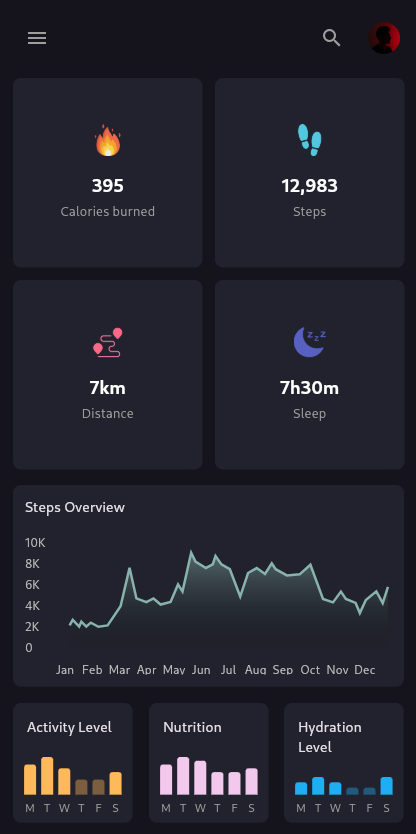 395
Calories burned
12,983
Steps
7km
Distance
zzz
7h30m
Sleep
Steps Overview
10K
8K
6K
4K
2K
0
Jan Feb Mar Apr May Jun Jul Aug Sep Oct Nov Dec
Activity Level
M T W T F S
Nutrition
M T W T F S
Hydration
Level
M T W T F S